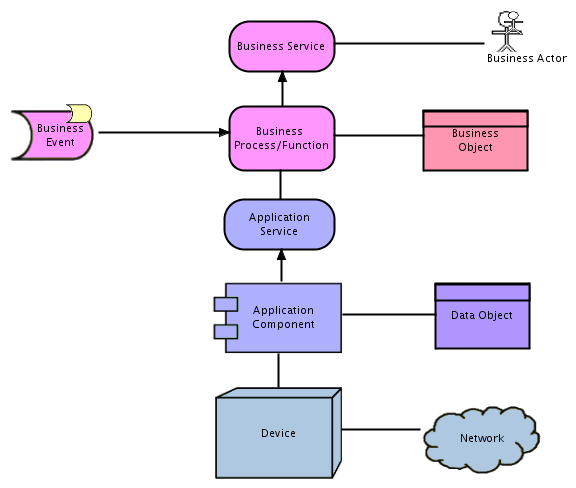 Business Service
Business Actor
Business
Event
Business
Process/Function
Business
Object
Application
Service
Application
Component
Data Object
Device
Network